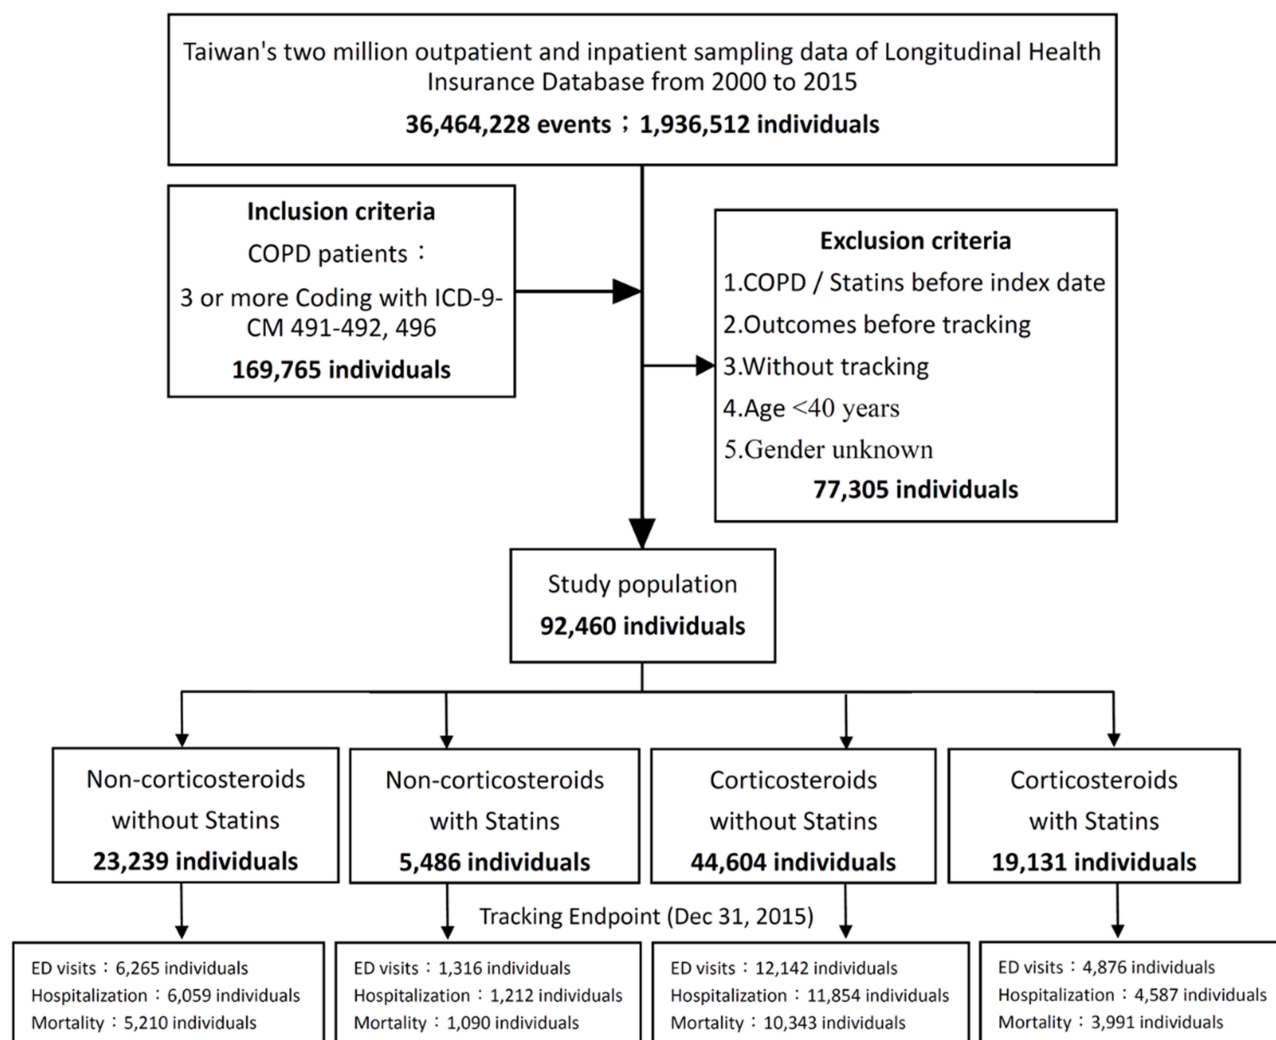 Taiwan's two million outpatient and inpatient sampling data of Longitudinal Health
Insurance Database from 2000 to 2015
36,464,228 events；1,936,512 individuals
Inclusion criteria
COPD patients：
3 or more Coding with ICD-9-
CM 491-492, 496
169,765 individuals
Exclusion criteria
1.COPD / Statins before index date
2.Outcomes before tracking
3.Without tracking
4.Age <40 years
5.Gender unknown
77,305 individuals
Study population
92,460 individuals
Non-corticosteroids
without Statins
23,239 individuals
Non-corticosteroids
with Statins
5,486 individuals
Corticosteroids
without Statins
44,604 individuals
Corticosteroids
with Statins
19,131 individuals
Tracking Endpoint (Dec 31, 2015)
ED visits：6,265 individuals
Hospitalization：6,059 individuals
Mortality：5,210 individuals
ED visits：1,316 individuals
Hospitalization：1,212 individuals
Mortality：1,090 individuals
ED visits：12,142 individuals
Hospitalization：11,854 individuals
Mortality：10,343 individuals
ED visits：4,876 individuals
Hospitalization：4,587 individuals
Mortality：3,991 individuals